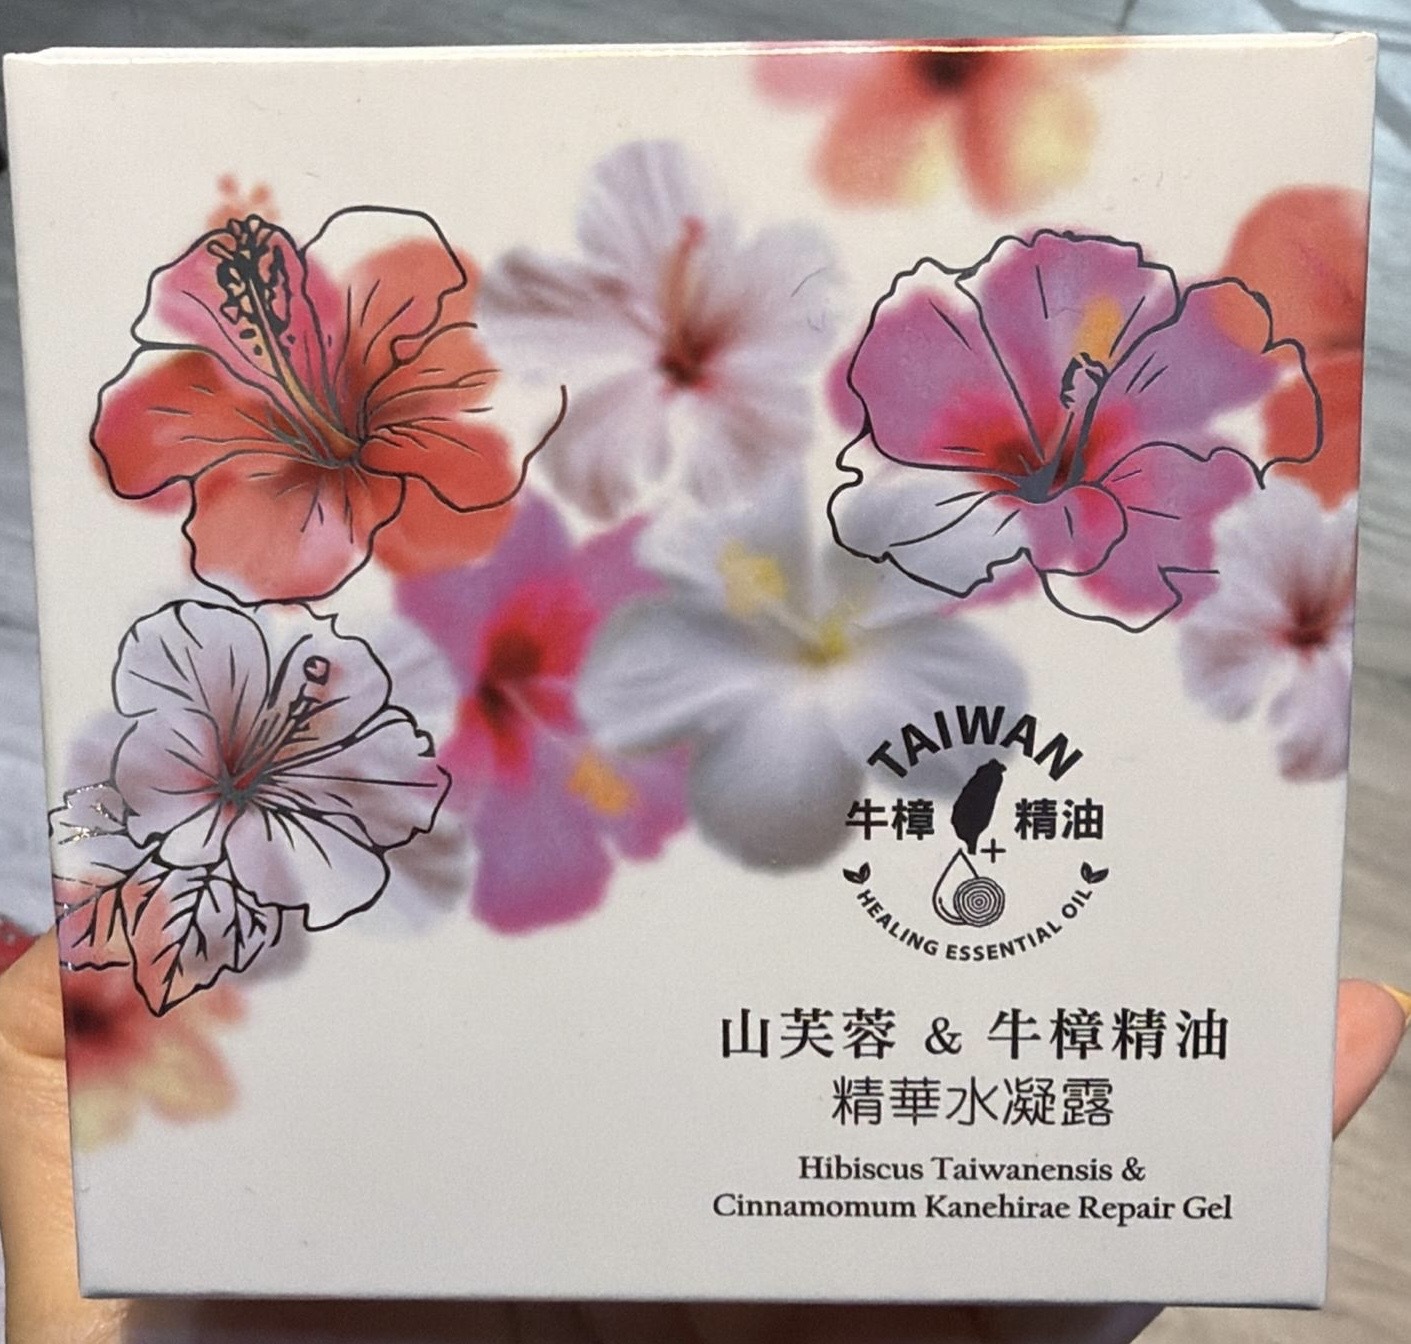 TAIWAN
牛樟 精油
HEALING ESSENTIAL OIL
山芙蓉 & 牛樟精油
精華水凝露
Hibiscus Taiwanensis &
Cinnamomum Kanehirae Repair Gel